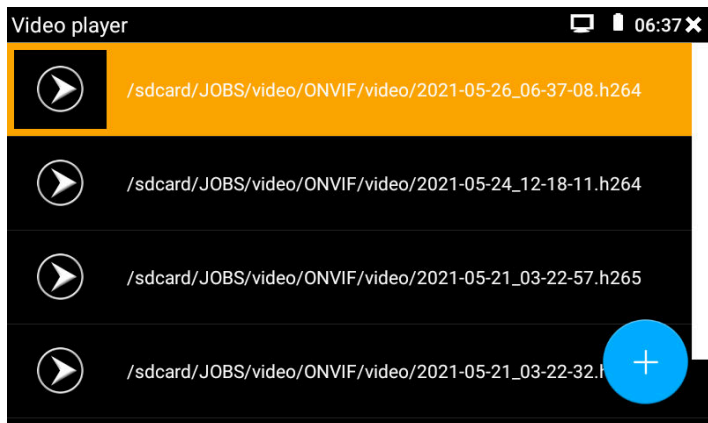 Video player 06:37
/sdcard/JOBS/video/ONVIF/video/2021-05-26_06-37-08.h264
/sdcard/JOBS/video/ONVIF/video/2021-05-24_12-18-11.h264
/sdcard/JOBS/video/ONVIF/video/2021-05-21_03-22-57.h265
/sdcard/JOBS/video/ONVIF/video/2021-05-21_03-22-32.